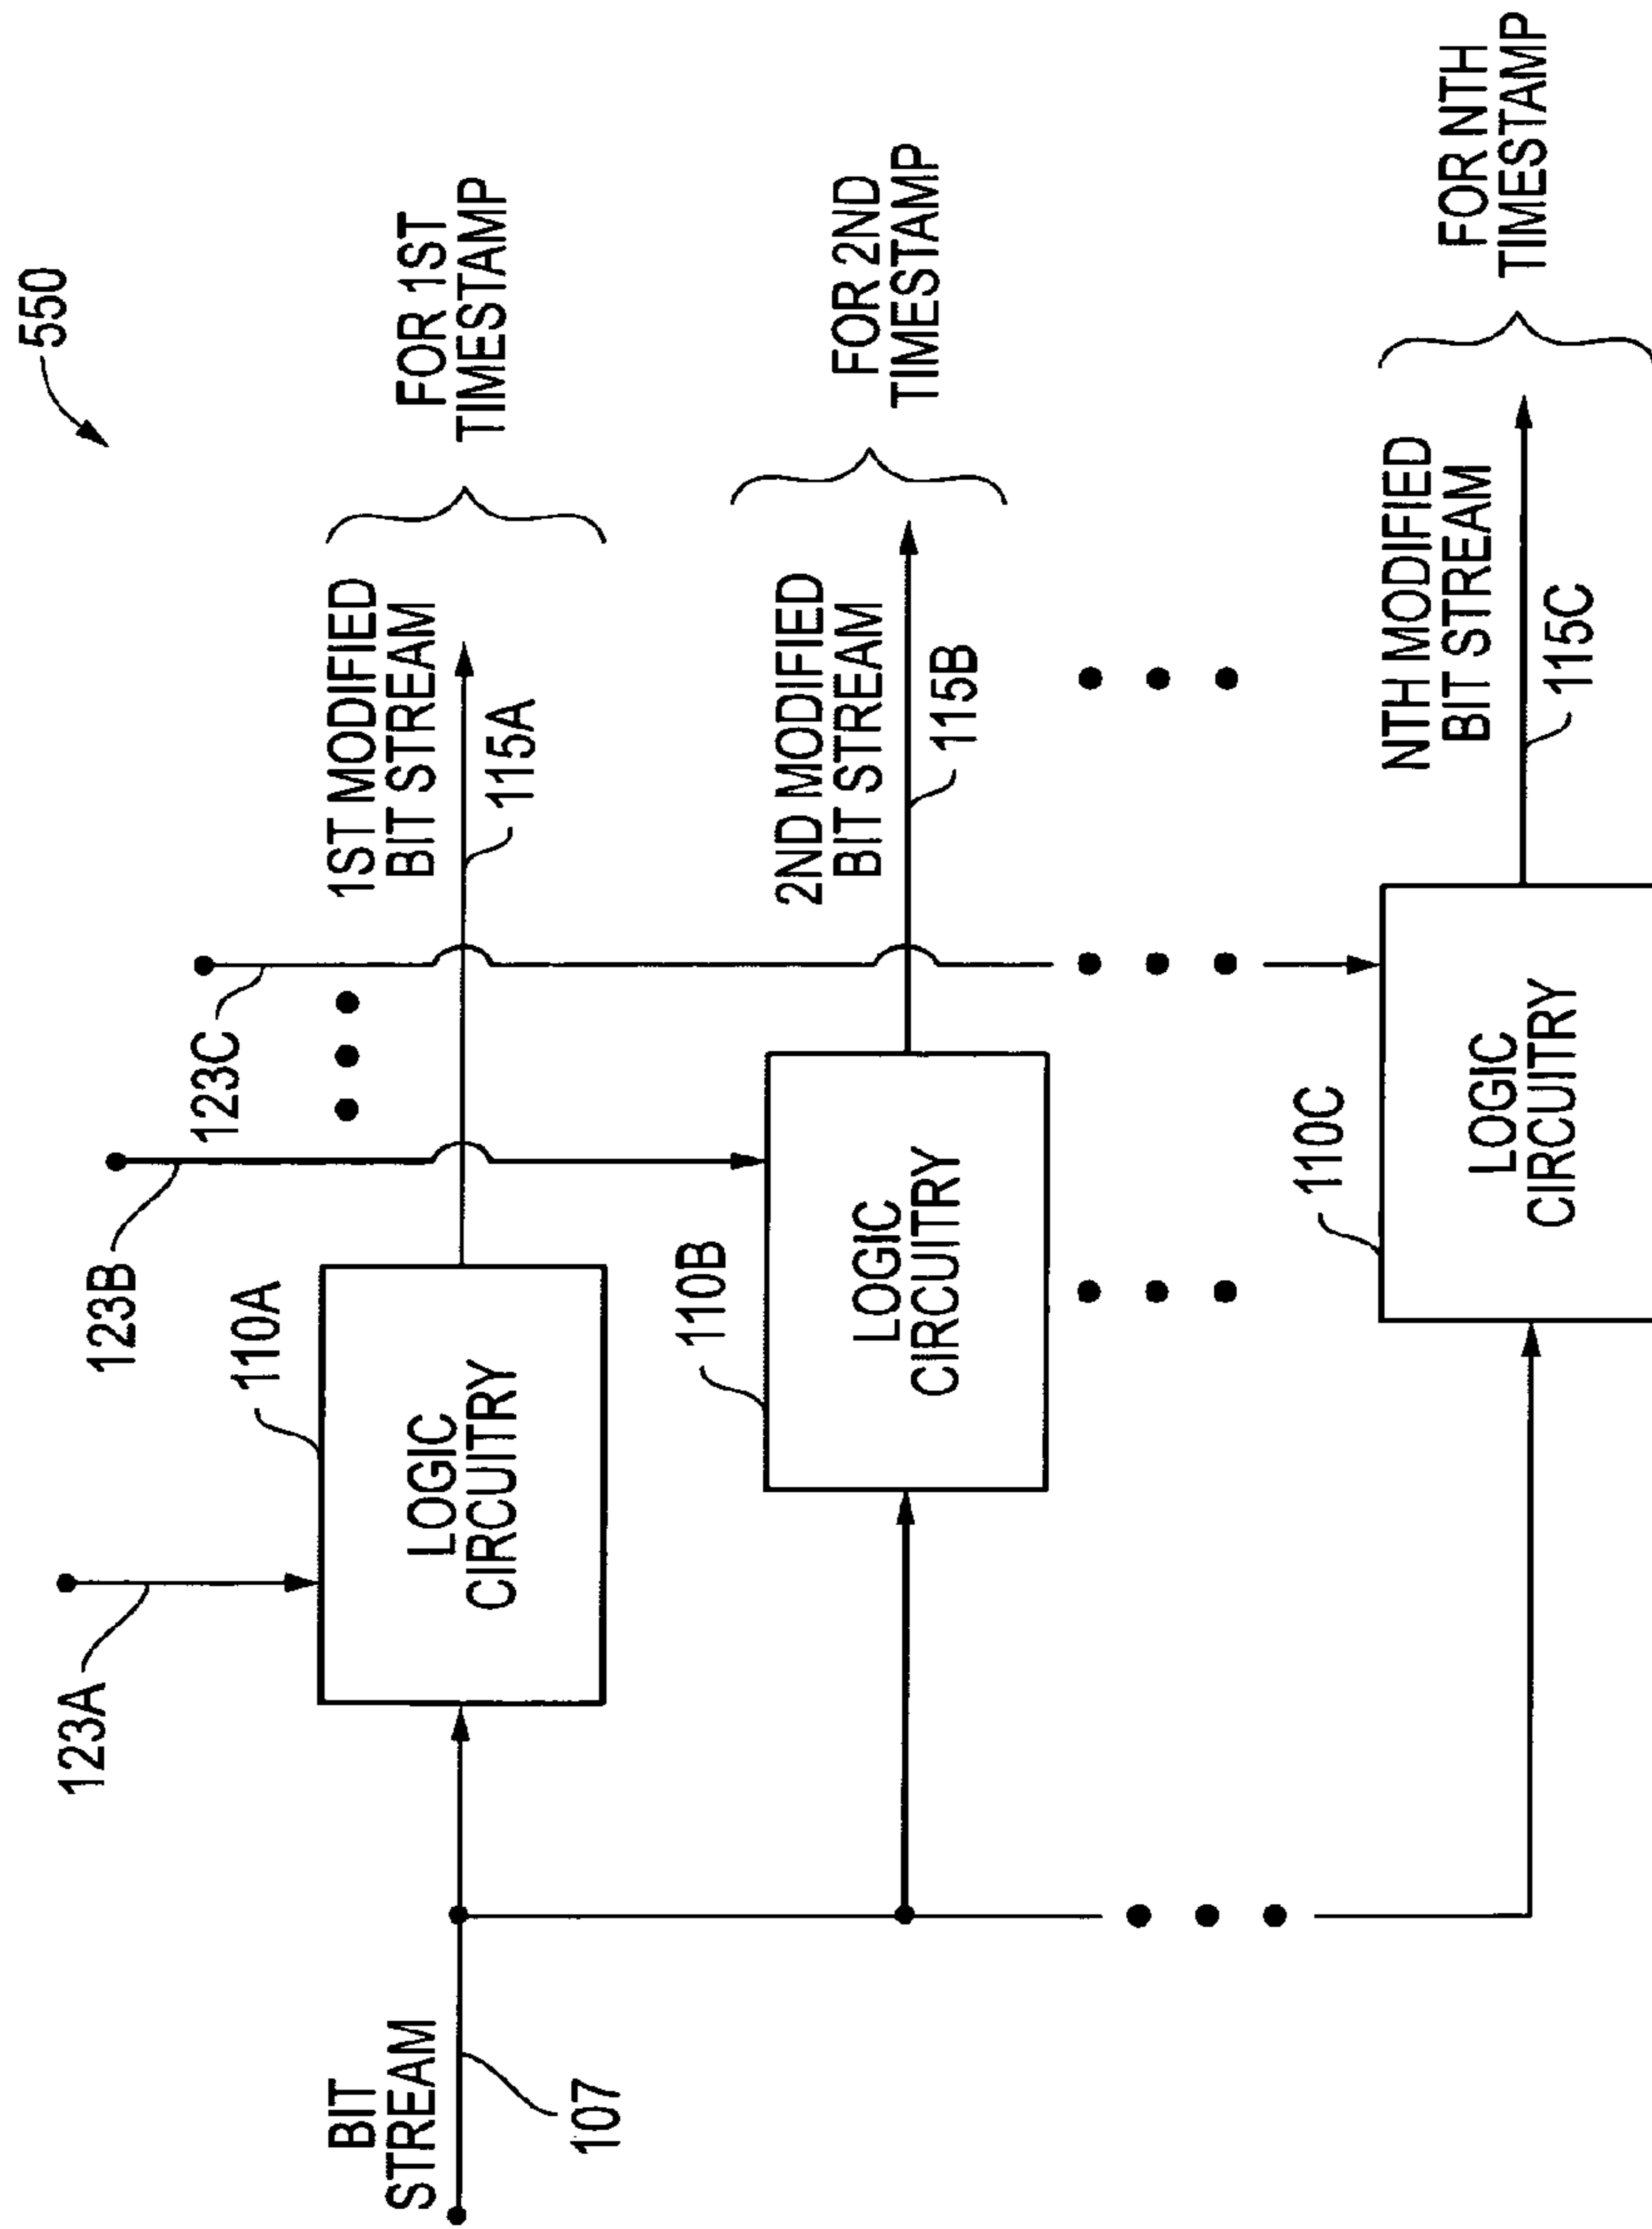 550
123A
123B
123C
BIT
STREAM
107
110A
LOGIC
CIRCUITRY
1ST MODIFIED
BIT STREAM
115A
FOR 1ST
TIMESTAMP
110B
LOGIC
CIRCUITRY
2ND MODIFIED
BIT STREAM
115B
FOR 2ND
TIMESTAMP
110C
LOGIC
CIRCUITRY
NTH MODIFIED
BIT STREAM
115C
FOR NTH
TIMESTAMP